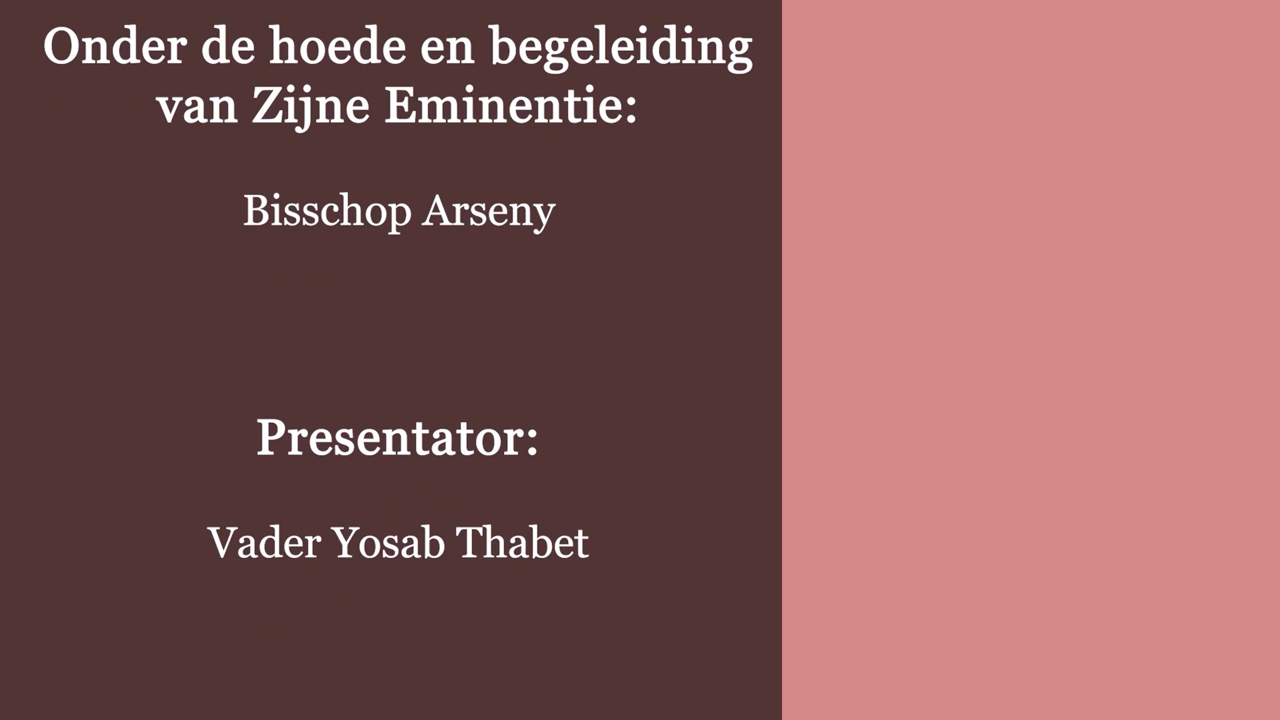 Onder de hoede en begeleiding
van Zijne Eminentie:
Bisschop Arseny
Presentator:
Vader Yosab Thabet